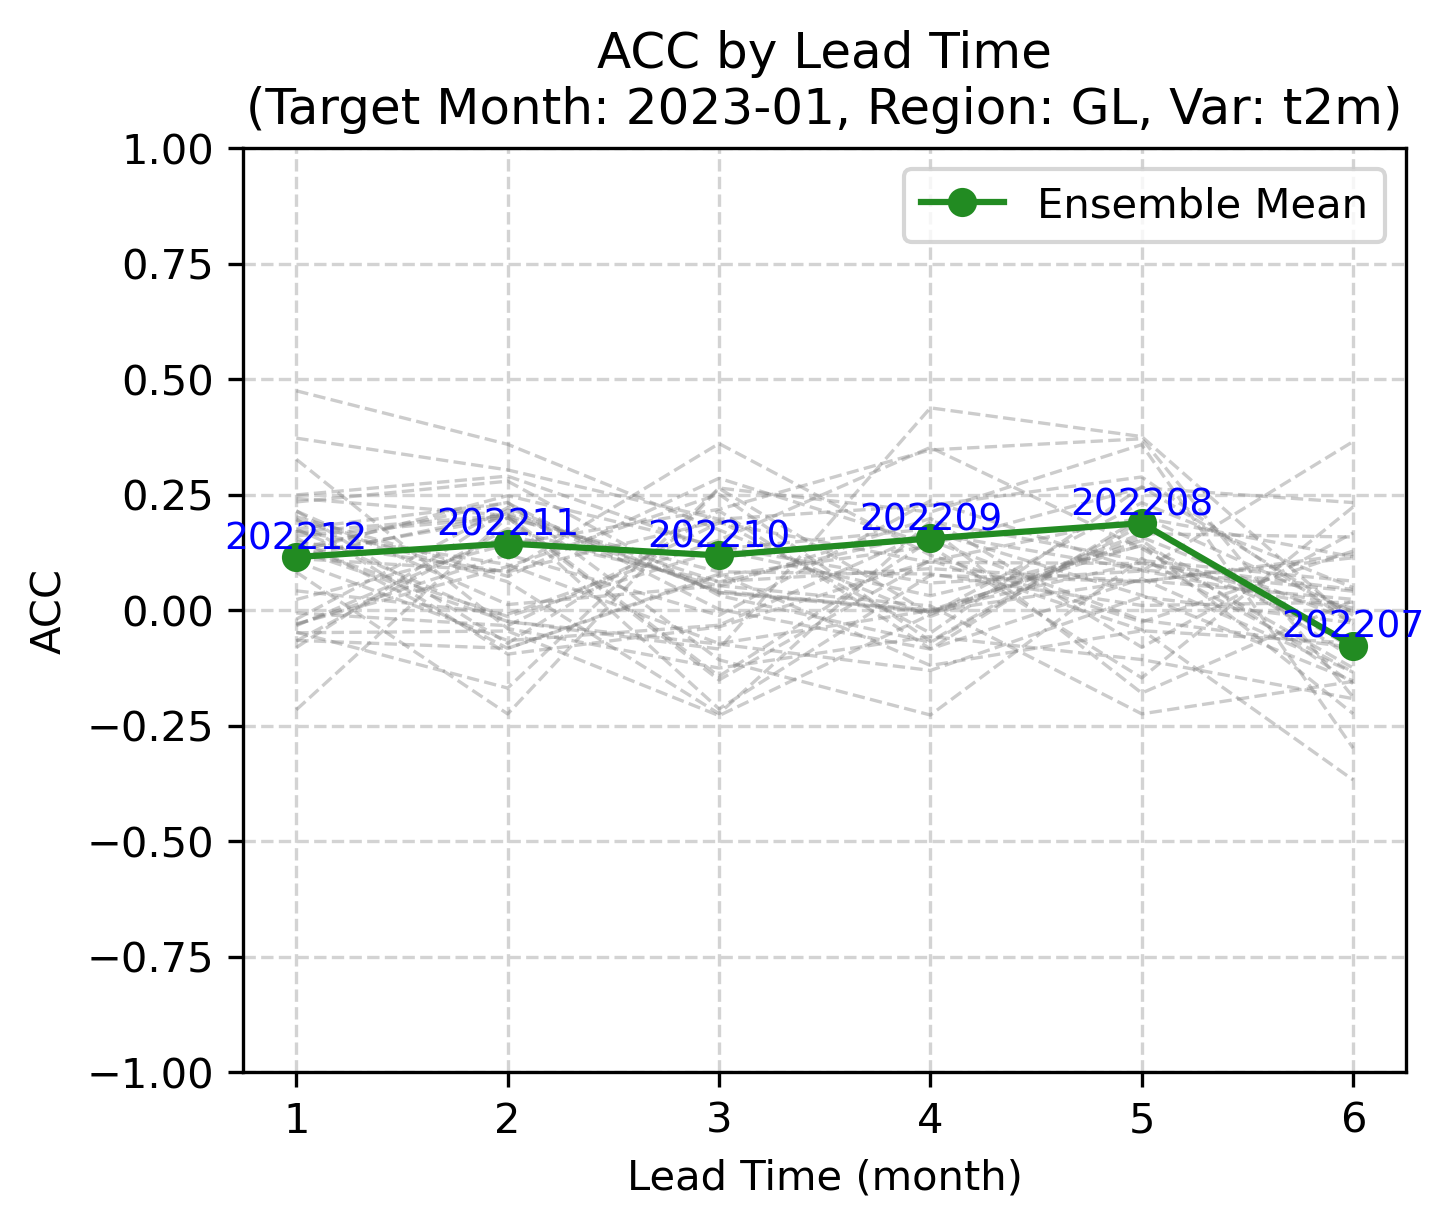 ACC by Lead Time
(Target Month: 2023-01, Region: GL, Var: t2m)
1.00
0.75
0.50
0.25
0.00
−0.25
−0.50
−0.75
−1.00
ACC
Ensemble Mean
202212
202211
202210
202209
202208
202207
1 2 3 4 5 6
Lead Time (month)